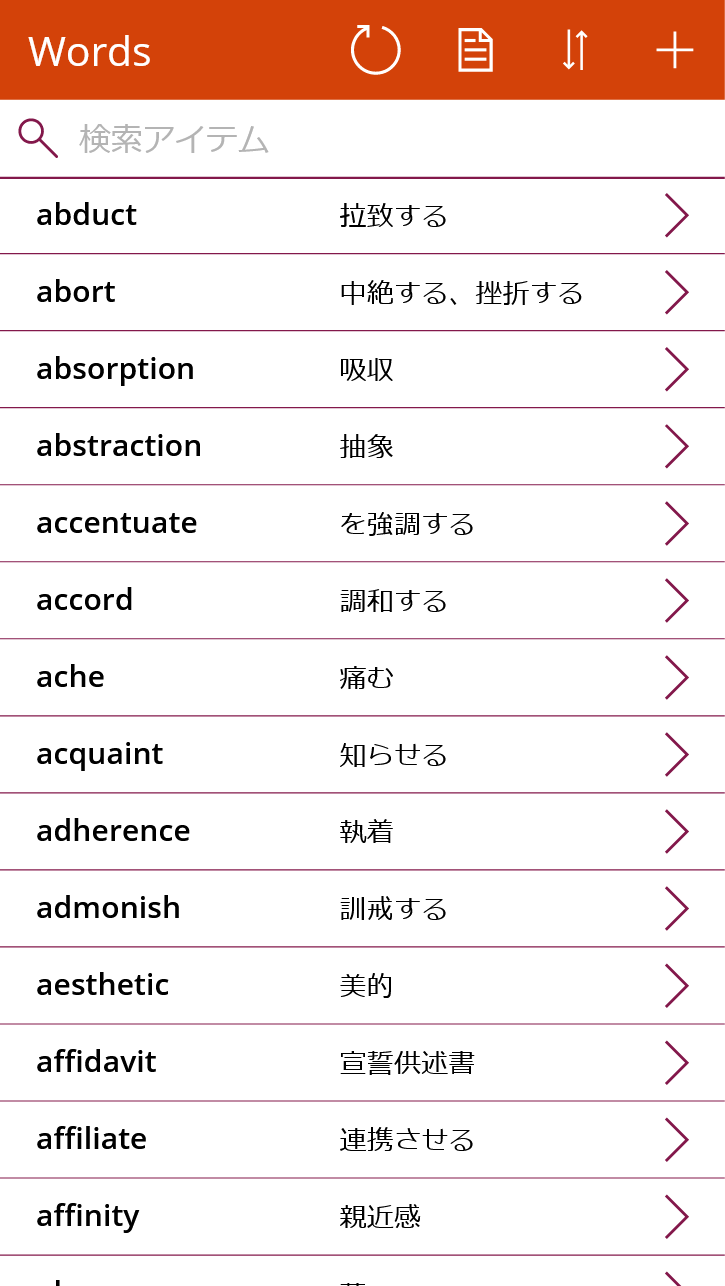 Words
検索アイテム
abduct 拉致する
abort 中絶する、挫折する
absorption 吸収
abstraction 抽象
accentuate を強調する
accord 調和する
ache 痛む
acquaint 知らせる
adherence 執着
admonish 訓戒する
aesthetic 美的
affidavit 宣誓供述書
affiliate 連携させる
affinity 親近感